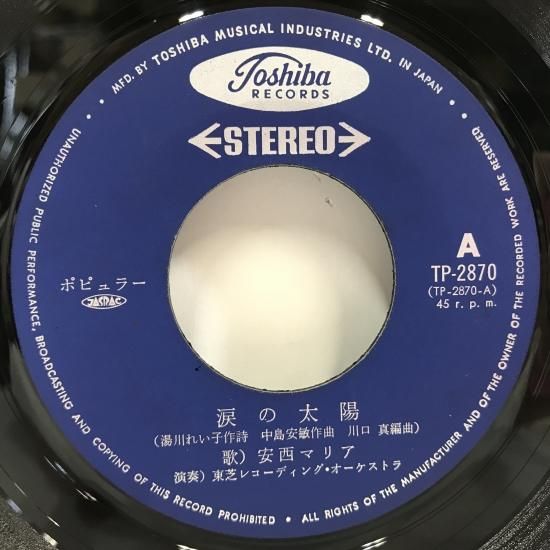 MFD. BY TOSHIBA MUSICAL INDUSTRIES LTD. IN JAPAN
Toshiba
RECORDS
STEREO
A
TP-2870
(TP-2870-A)
45 r. p. m.
ポピュラー
JASRAC
涙の太陽
(湯川れい子作詩 中島安敏作曲 川口 真編曲)
歌) 安西マリア
演奏) 東芝レコーディング・オーケストラ
UNAUTHORIZED PUBLIC PERFORMANCE, BROADCASTING AND COPYING OF THIS RECORD PROHIBITED • ALL RIGHTS OF THE MANUFACTURER AND OF THE OWNER OF THE RECORDED WORK ARE RESERVED